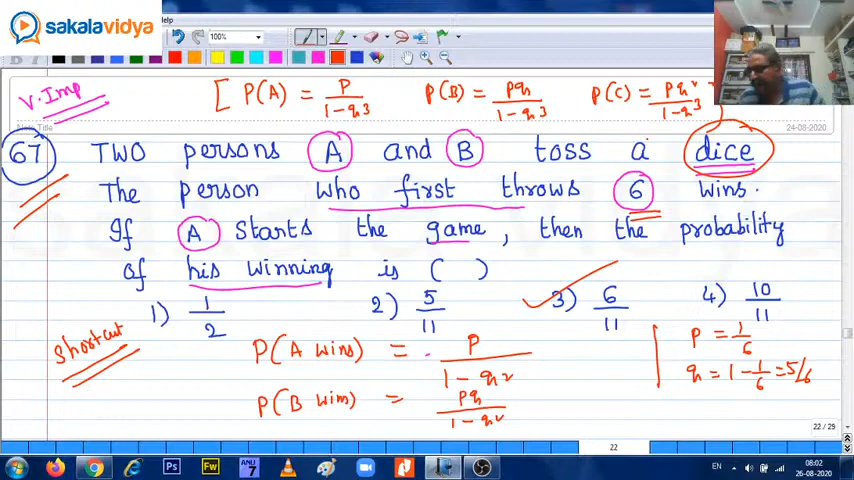 sakalavidya
Help
100%
V. Imp
[ P(A) = P/1-q3 P(B) = Pq/1-q3 P(C) = Pq2/1-q3 ]
Note Title
24-08-2020
67 Two persons A and B toss a dice
The person who first throws 6 wins.
If A starts the game, then the probability
of his winning is ( )
1) 1/2 2) 5/11 3) 6/11 4) 10/11
Shortcut
P(A wins) = P/1-q2
P(B wins) = Pq/1-q2
P = 1/6
q = 1-1/6 = 5/6
22 / 29
22
EN
08:02
26-08-2020